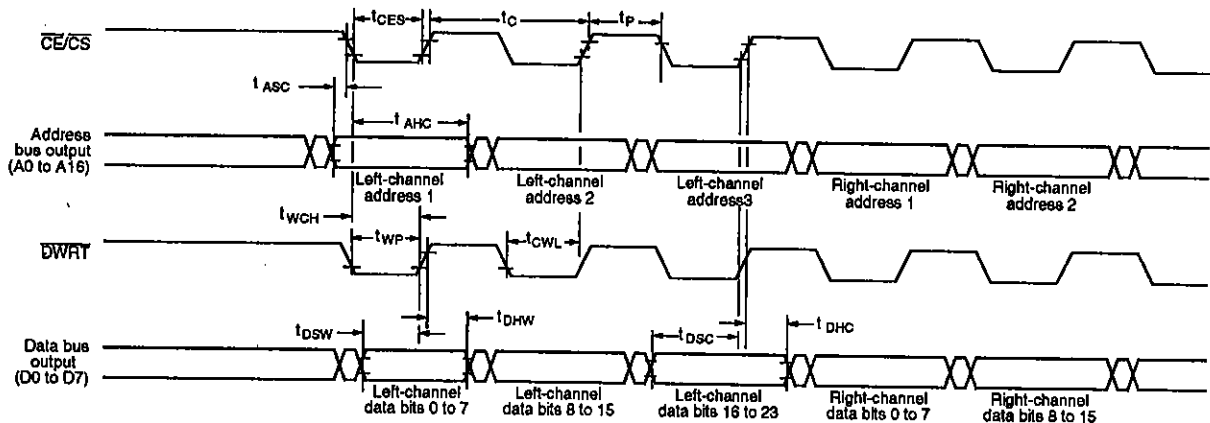 tCES
tC
tP
CE/CS
tASC
tAHC
Address
bus output
(A0 to A16)
Left-channel
address 1
Left-channel
address 2
Left-channel
address3
Right-channel
address 1
Right-channel
address 2
tWCH
tWP
tCWL
DWRT
tDSW
tDHW
tDSC
tDHC
Data bus
output
(D0 to D7)
Left-channel
data bits 0 to 7
Left-channel
data bits 8 to 15
Left-channel
data bits 16 to 23
Right-channel
data bits 0 to 7
Right-channel
data bits 8 to 15